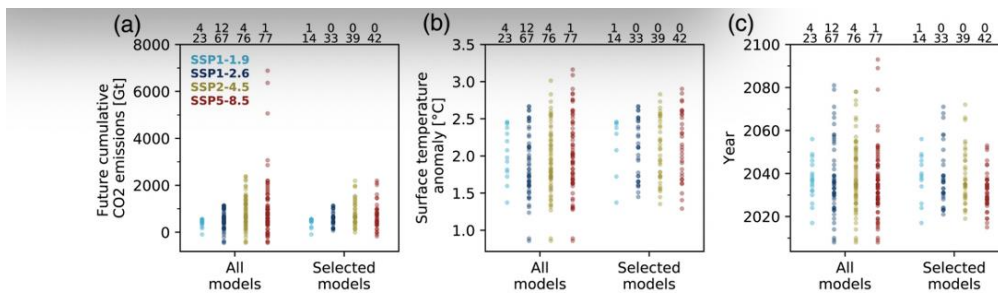 (a)
4 12 4 1 1 0 0 0
23 67 76 77 14 33 39 42
8000
6000
4000
2000
0
Future cumulative
CO2 emissions [Gt]
SSP1-1.9
SSP1-2.6
SSP2-4.5
SSP5-8.5
All
models
Selected
models
(b)
4 12 4 1 1 0 0 0
23 67 76 77 14 33 39 42
3.5
3.0
2.5
2.0
1.5
1.0
Surface temperature
anomaly [°C]
All
models
Selected
models
(c)
4 12 4 1 1 0 0 0
23 67 76 77 14 33 39 42
2100
2080
2060
2040
2020
Year
All
models
Selected
models